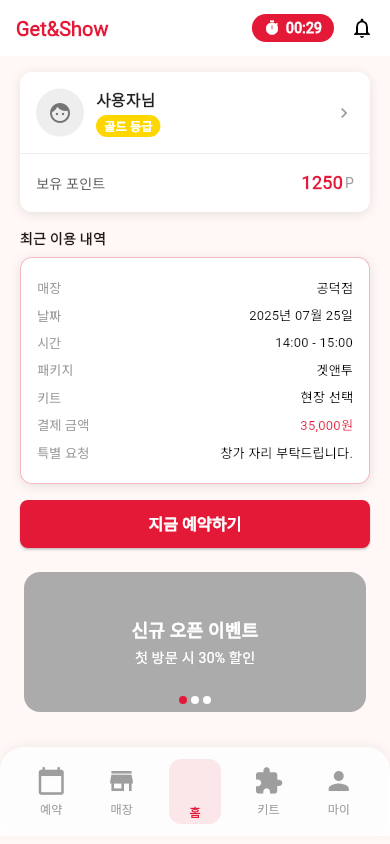 Get&Show
00:29
사용자님
골드 등급
보유 포인트 1250P
최근 이용 내역
매장 공덕점
날짜 2025년 07월 25일
시간 14:00 - 15:00
패키지 겟앤투
키트 현장 선택
결제 금액 35,000원
특별 요청 창가 자리 부탁드립니다.
지금 예약하기
신규 오픈 이벤트
첫 방문 시 30% 할인
예약 매장 홈 키트 마이